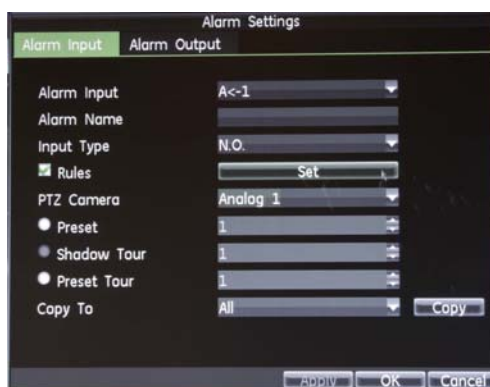 Alarm Settings
Alarm Input Alarm Output
Alarm Input A<-1
Alarm Name
Input Type N.O.
Rules Set
PTZ Camera Analog 1
Preset 1
Shadow Tour 1
Preset Tour 1
Copy To All Copy
Apply OK Cancel